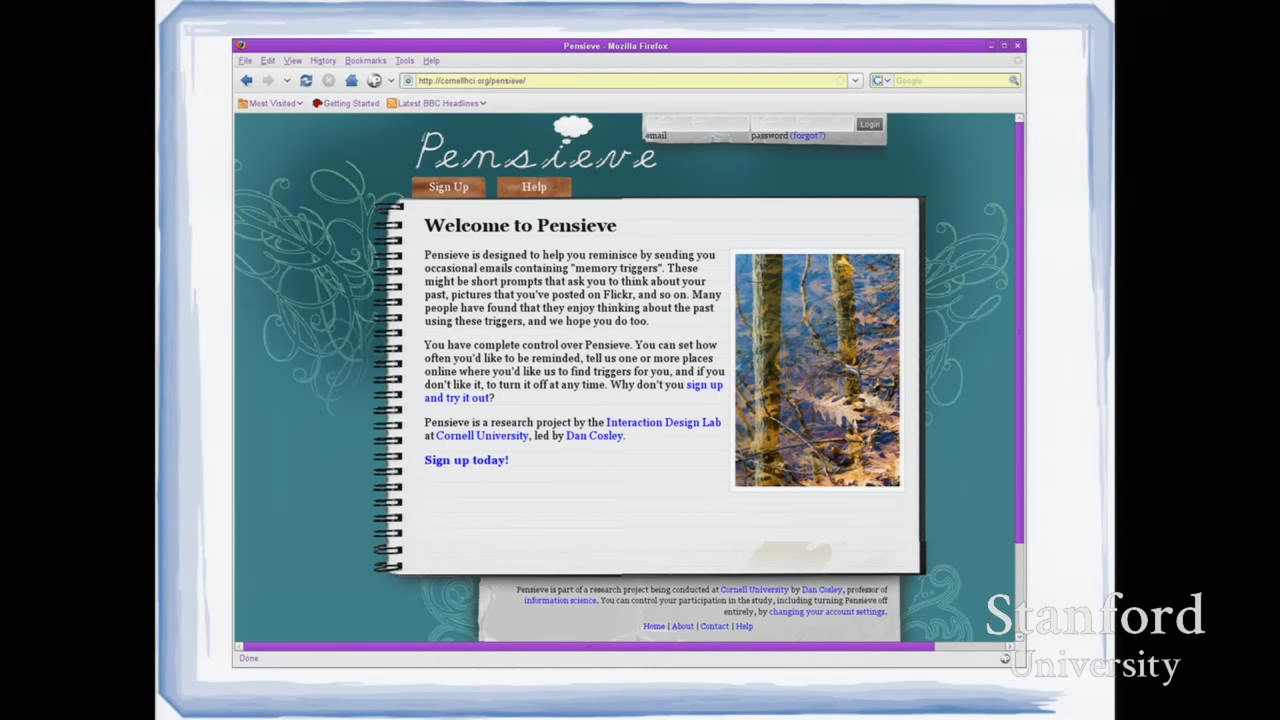 Pensieve - Mozilla Firefox
File Edit View History Bookmarks Tools Help
http://cornellhci.org/pensieve/
Google
Most Visited Getting Started Latest BBC Headlines
Login
email password (forgot?)
Pensieve
Sign Up Help
Welcome to Pensieve
Pensieve is designed to help you reminisce by sending you
occasional emails containing "memory triggers". These
might be short prompts that ask you to think about your
past, pictures that you've posted on Flickr, and so on. Many
people have found that they enjoy thinking about the past
using these triggers, and we hope you do too.
You have complete control over Pensieve. You can set how
often you'd like to be reminded, tell us one or more places
online where you'd like us to find triggers for you, and if you
don't like it, to turn it off at any time. Why don't you sign up
and try it out?
Pensieve is a research project by the Interaction Design Lab
at Cornell University, led by Dan Cosley.
Sign up today!
Pensieve is part of a research project being conducted at Cornell University by Dan Cosley, professor of
information science. You can control your participation in the study, including turning Pensieve off
entirely, by changing your account settings.
Home | About | Contact | Help
Done
Stanford
University